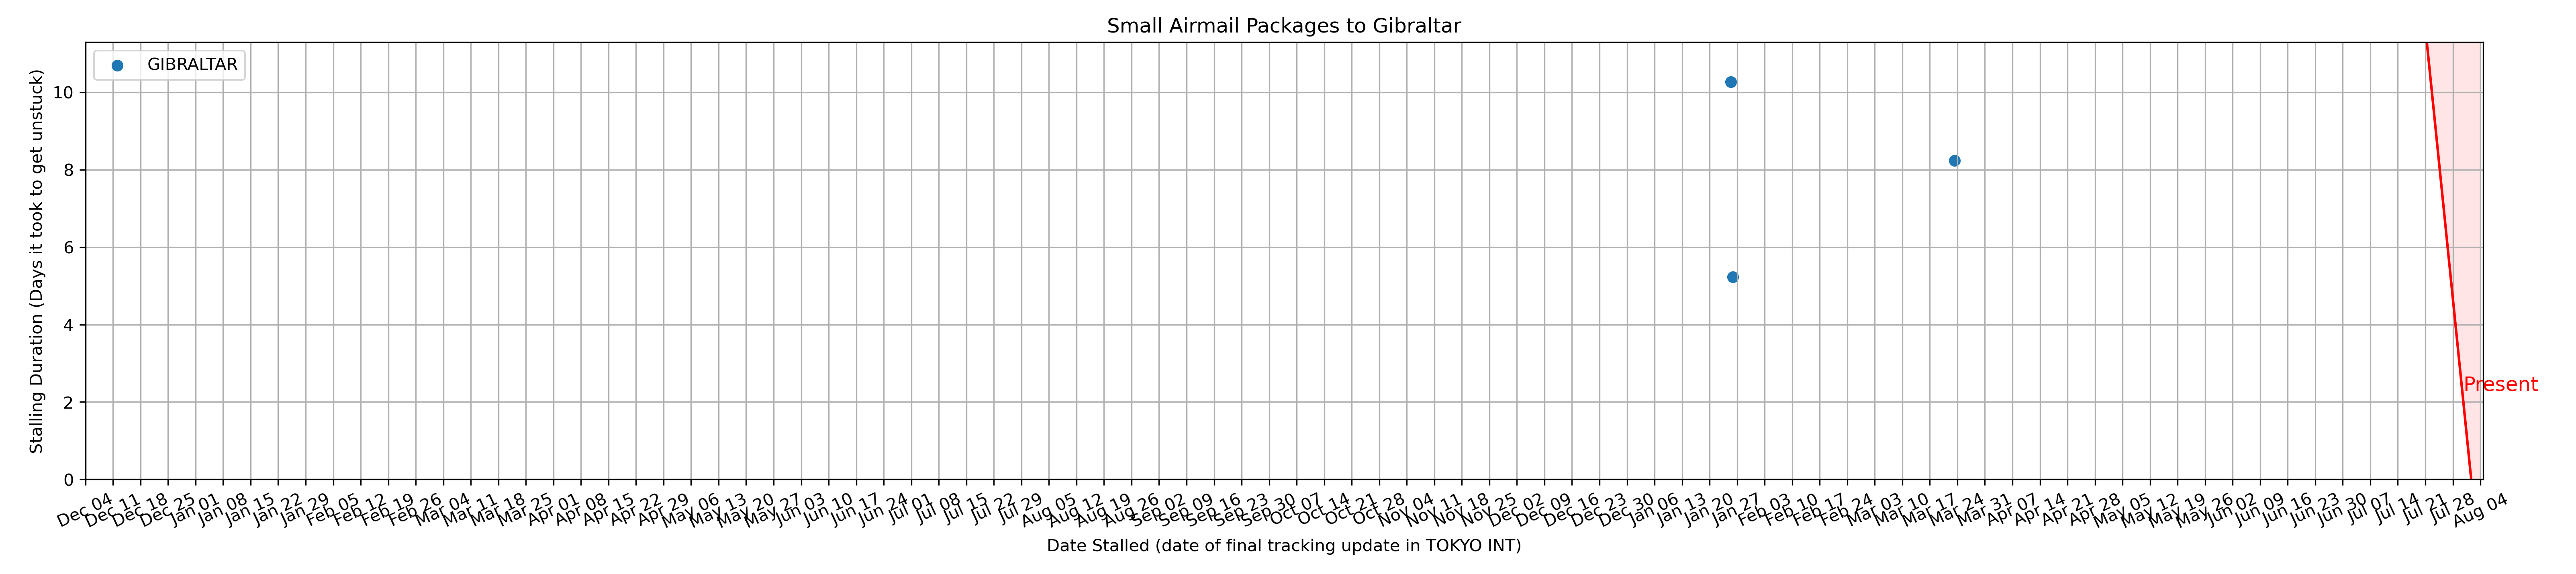 Small Airmail Packages to Gibraltar
GIBRALTAR
Stalling Duration (Days it took to get unstuck)
10
8
6
4
2
0
Present
Dec 04 Dec 11 Dec 18 Dec 25 Jan 01 Jan 08 Jan 15 Jan 22 Jan 29 Feb 05 Feb 12 Feb 19 Feb 26 Mar 04 Mar 11 Mar 18 Mar 25 Apr 01 Apr 08 Apr 15 Apr 22 Apr 29 May 06 May 13 May 20 May 27 Jun 03 Jun 10 Jun 17 Jun 24 Jul 01 Jul 08 Jul 15 Jul 22 Jul 29 Aug 05 Aug 12 Aug 19 Aug 26 Sep 02 Sep 09 Sep 16 Sep 23 Sep 30 Oct 07 Oct 14 Oct 21 Oct 28 Nov 04 Nov 11 Nov 18 Nov 25 Dec 02 Dec 09 Dec 16 Dec 23 Dec 30 Jan 06 Jan 13 Jan 20 Jan 27 Feb 03 Feb 10 Feb 17 Feb 24 Mar 03 Mar 10 Mar 17 Mar 24 Mar 31 Apr 07 Apr 14 Apr 21 Apr 28 May 05 May 12 May 19 May 26 Jun 02 Jun 09 Jun 16 Jun 23 Jun 30 Jul 07 Jul 14 Jul 21 Jul 28 Aug 04
Date Stalled (date of final tracking update in TOKYO INT)